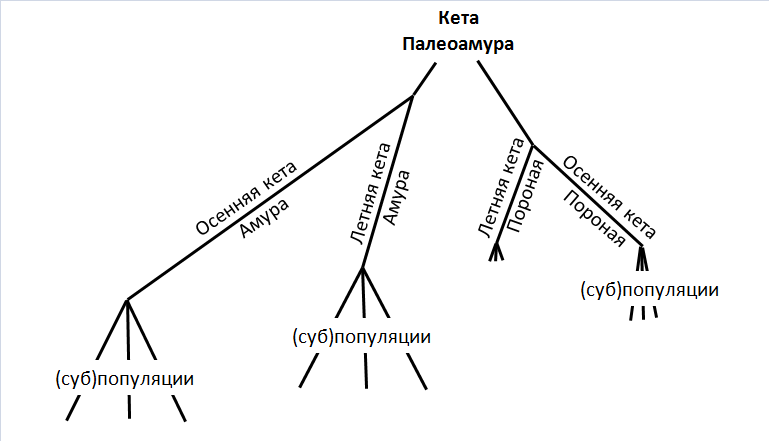 Кета
Палеоамура
Осенняя кета
Амура
Летняя кета
Амура
Летняя кета
Пороная
Осенняя кета
Пороная
(суб)популяции
(суб)популяции
(суб)популяции